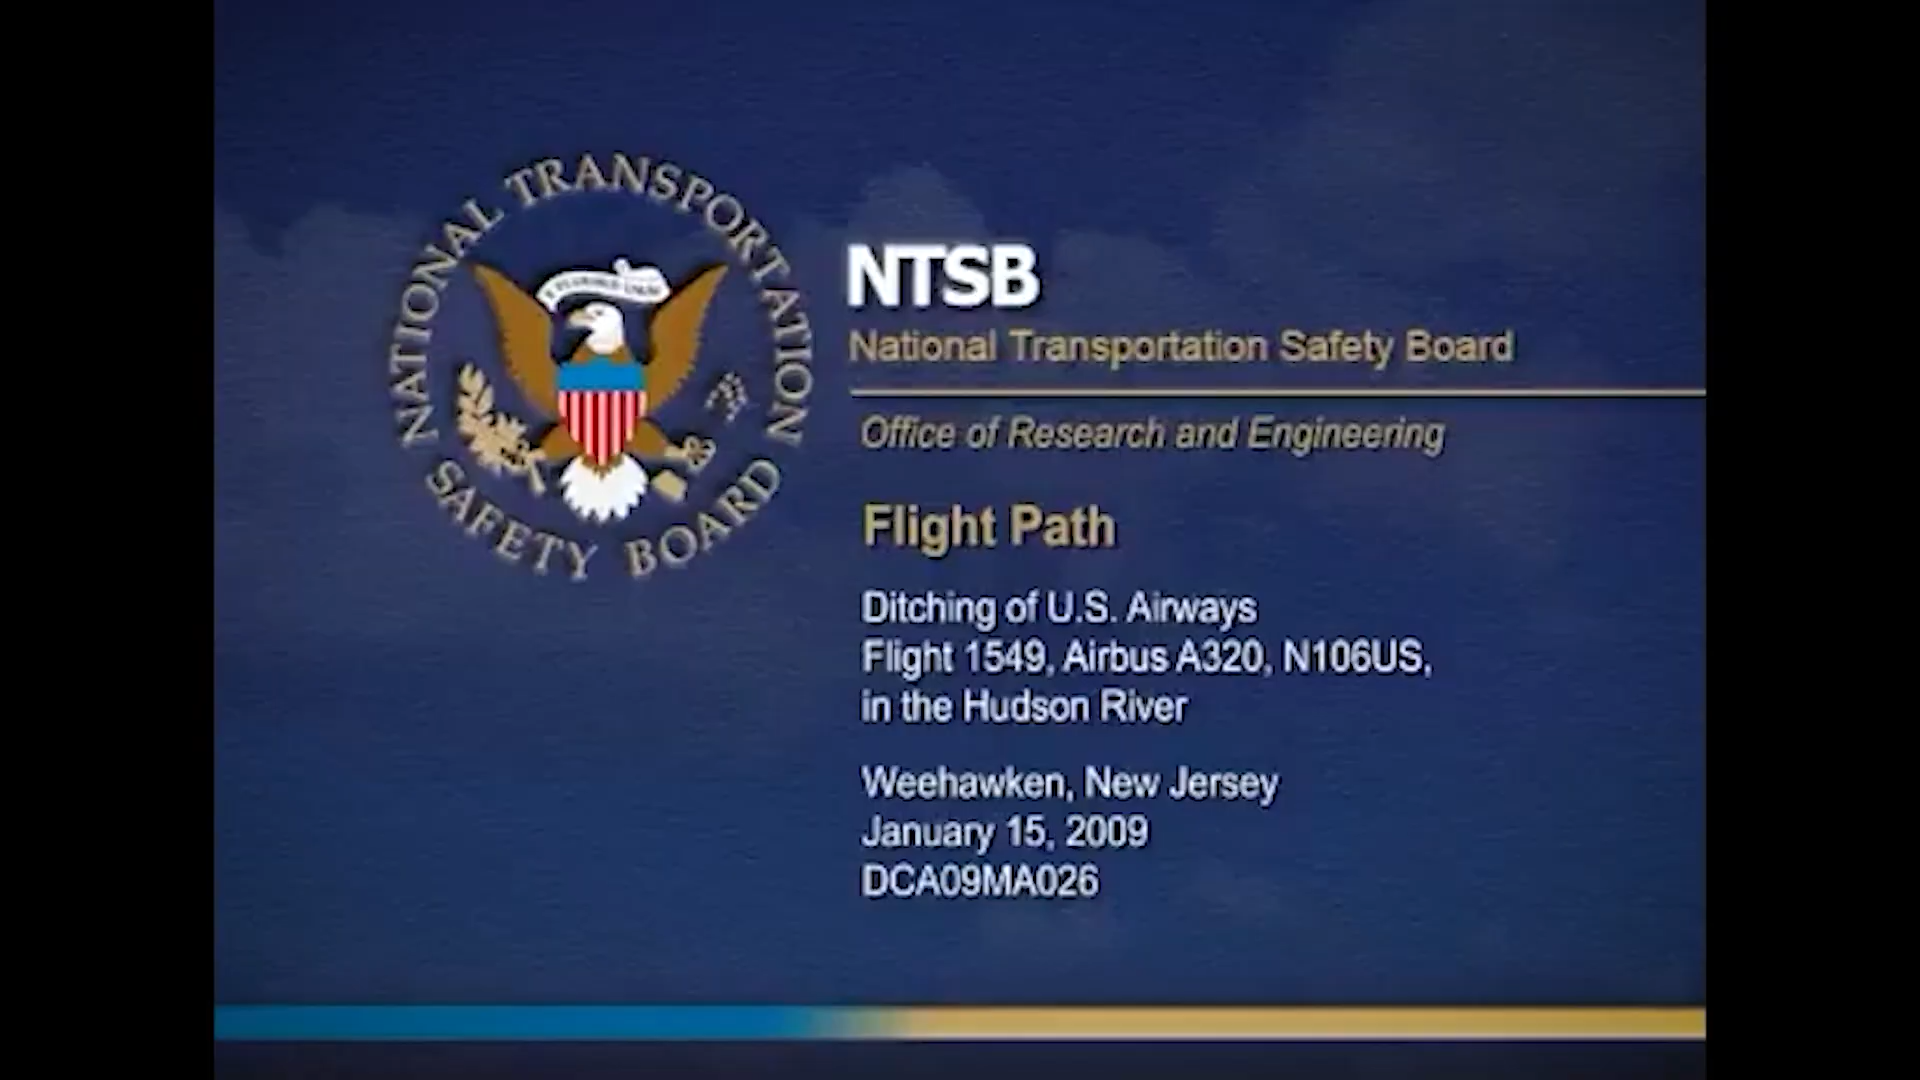 NATIONAL TRANSPORTATION
SAFETY BOARD
NTSB
National Transportation Safety Board
Office of Research and Engineering
Flight Path
Ditching of U.S. Airways
Flight 1549, Airbus A320, N106US,
in the Hudson River
Weehawken, New Jersey
January 15, 2009
DCA09MA026